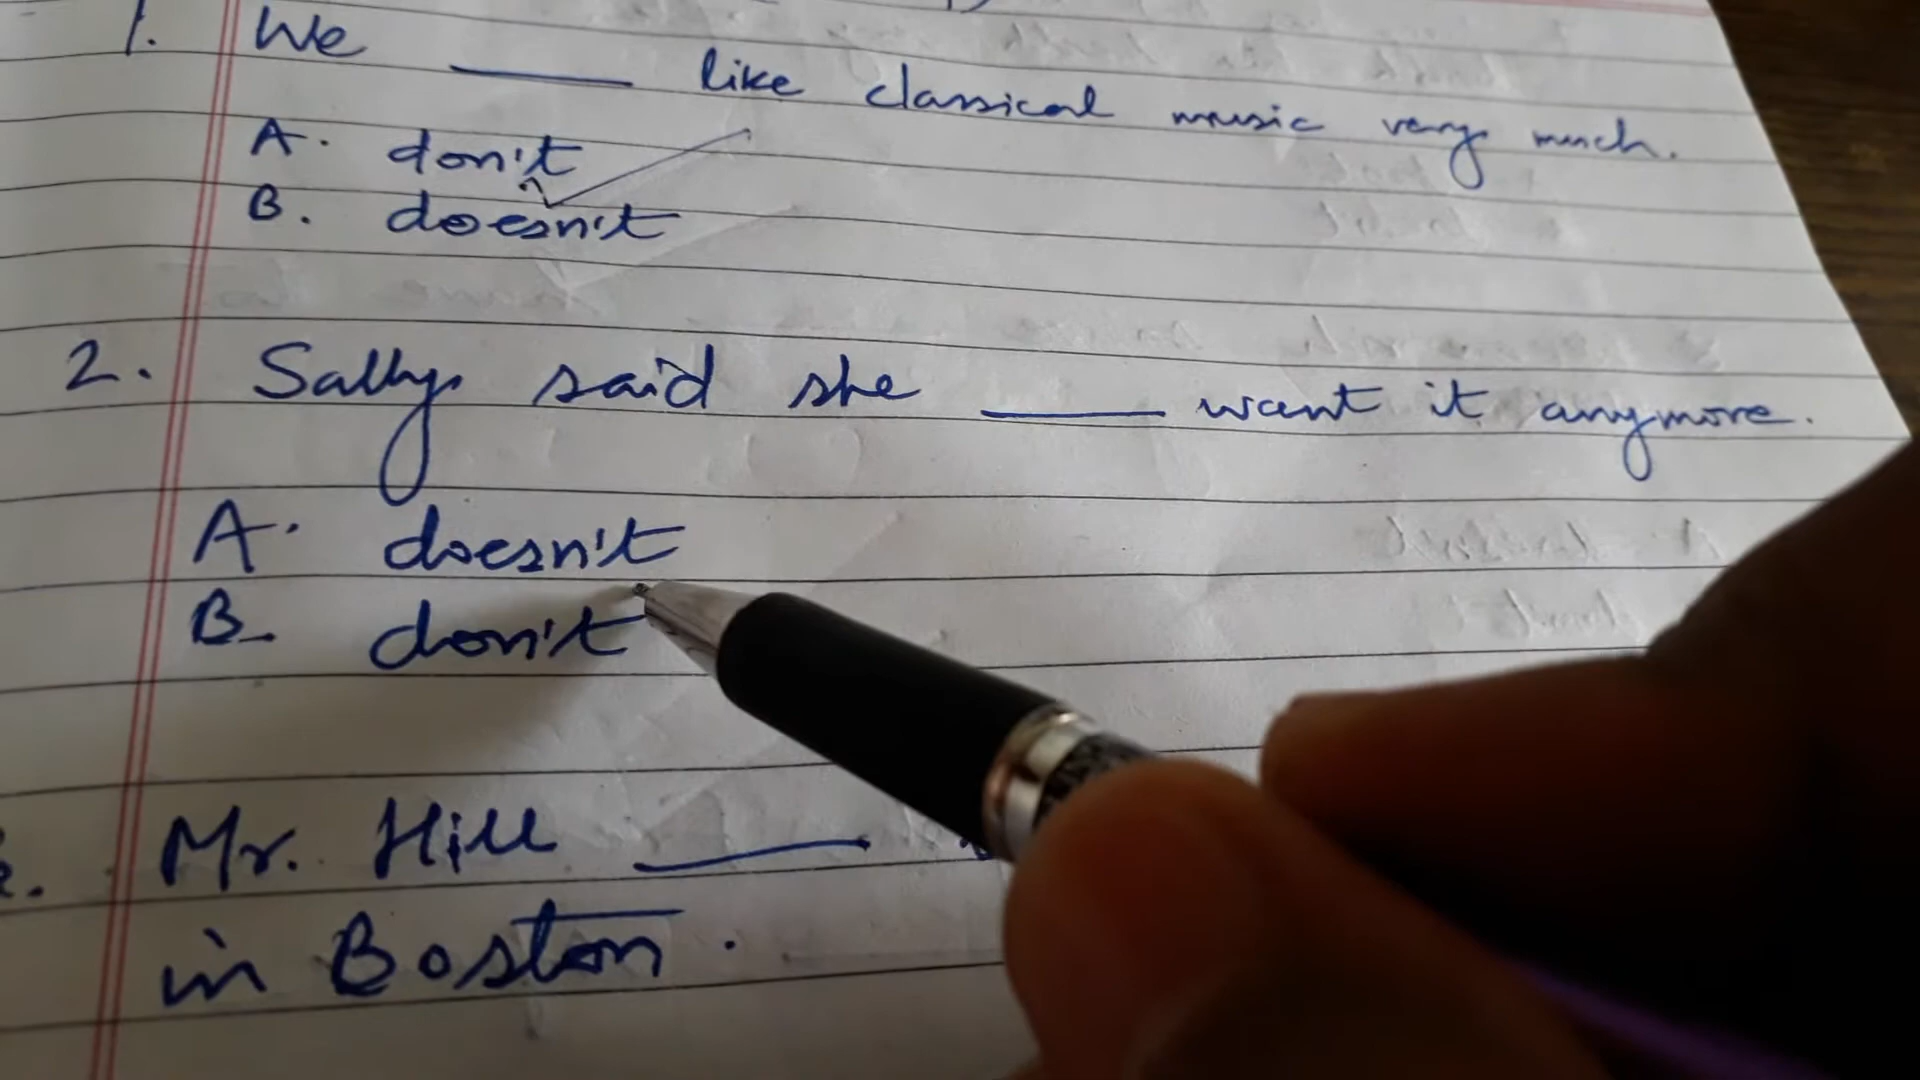 1. We ____ like classical music very much.
A. don't
B. doesn't
2. Sally said she ____ want it anymore.
A. doesn't
B. don't
Mr. Hill ____
in Boston.